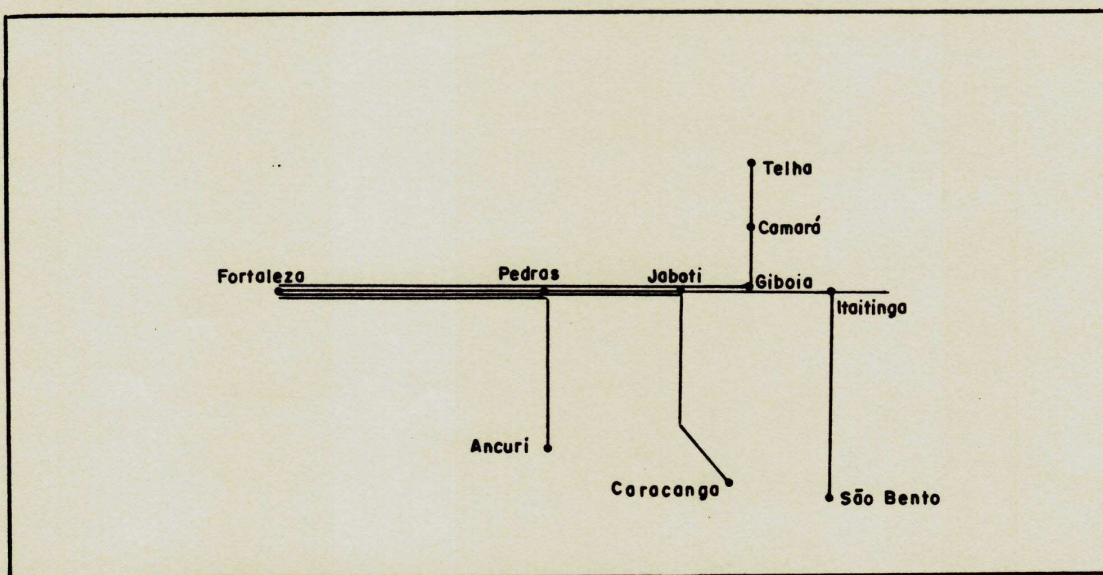 Telha
Camará
Fortaleza
Pedras
Jaboti
Giboia
Itaitinga
Ancuri
Caracanga
São Bento